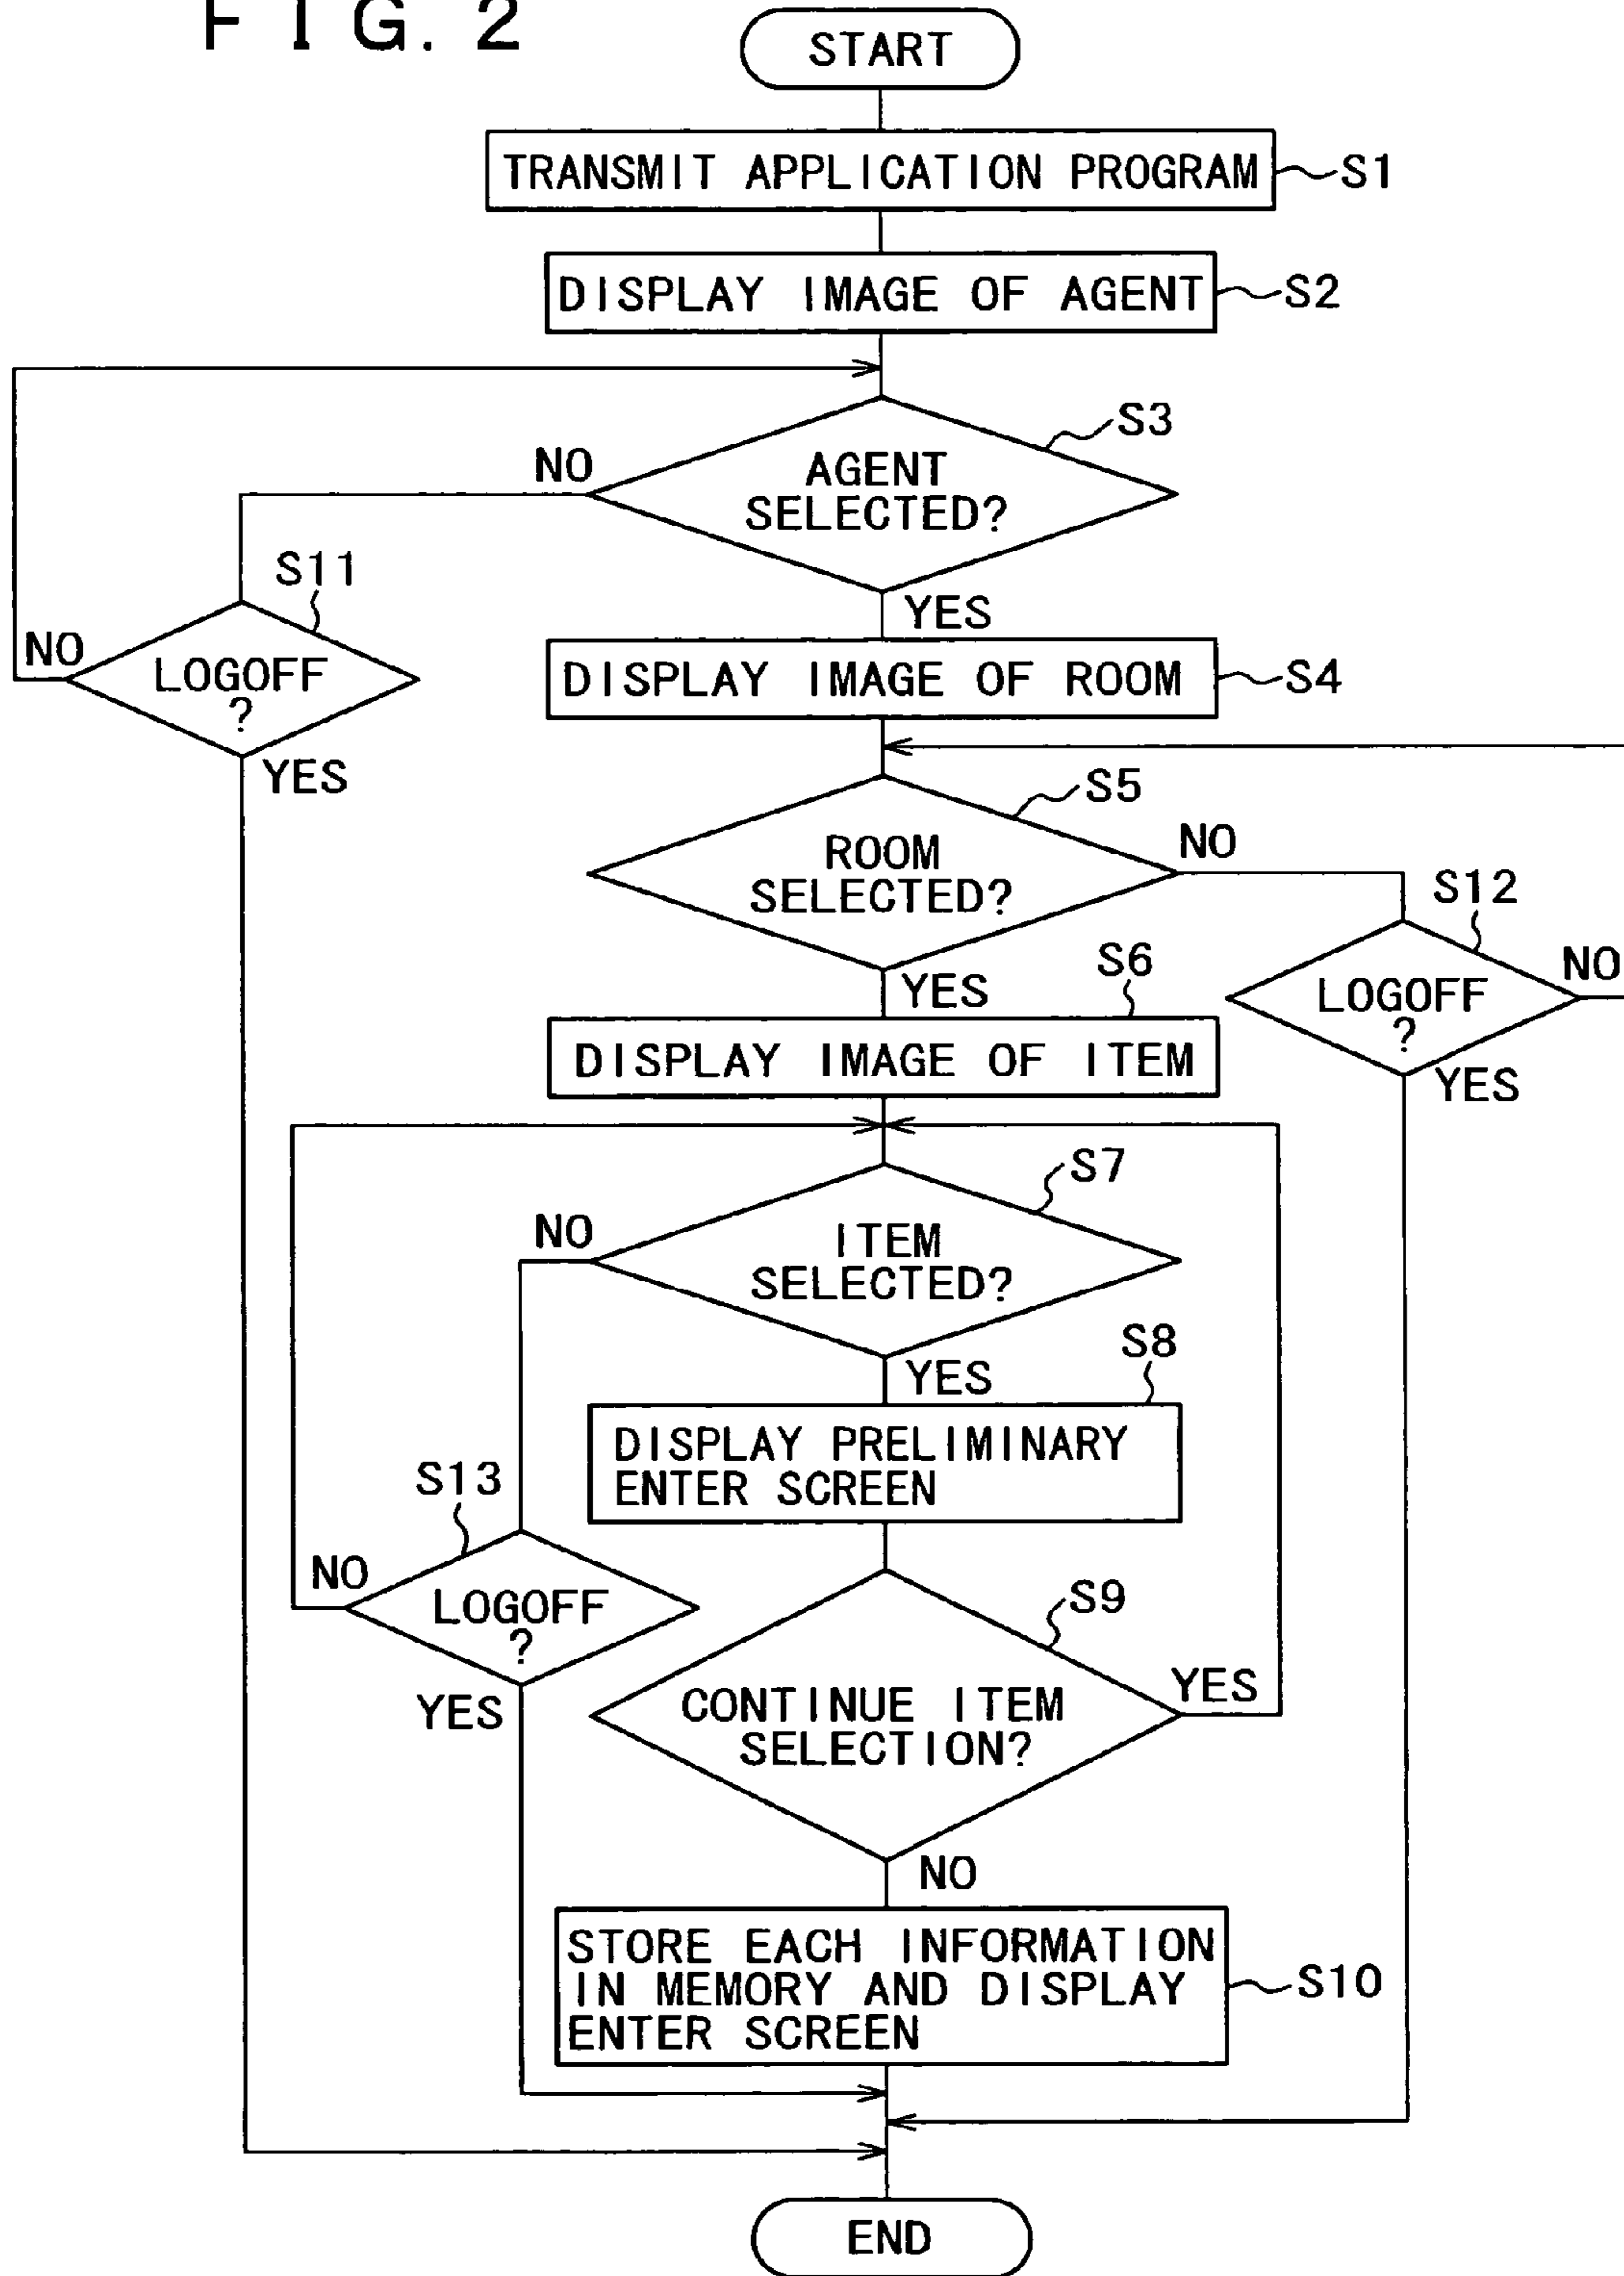 FIG. 2
START
TRANSMIT APPLICATION PROGRAM
S1
DISPLAY IMAGE OF AGENT
S2
S3
NO
AGENT
SELECTED?
YES
S11
NO
LOGOFF
?
YES
DISPLAY IMAGE OF ROOM
S4
S5
ROOM
SELECTED?
NO
YES
S12
LOGOFF
?
NO
YES
S6
DISPLAY IMAGE OF ITEM
S7
NO
ITEM
SELECTED?
YES
S8
DISPLAY PRELIMINARY
ENTER SCREEN
S13
NO
LOGOFF
?
YES
S9
CONTINUE ITEM
SELECTION?
YES
NO
STORE EACH INFORMATION
IN MEMORY AND DISPLAY
ENTER SCREEN
S10
END